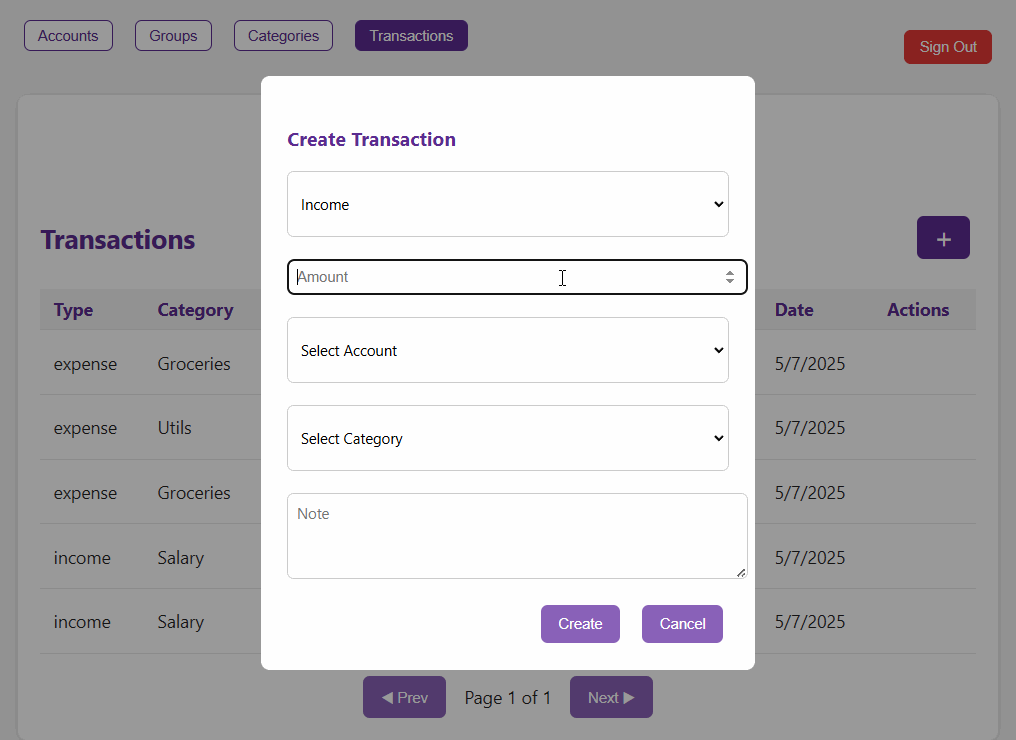 Accounts Groups Categories Transactions
Sign Out
Create Transaction
Income
Transactions
+
Amount
Type Category Date Actions
Select Account
expense Groceries 5/7/2025
expense Utils 5/7/2025
Select Category
expense Groceries 5/7/2025
Note
income Salary 5/7/2025
income Salary 5/7/2025
Create Cancel
◀ Prev Page 1 of 1 Next ▶